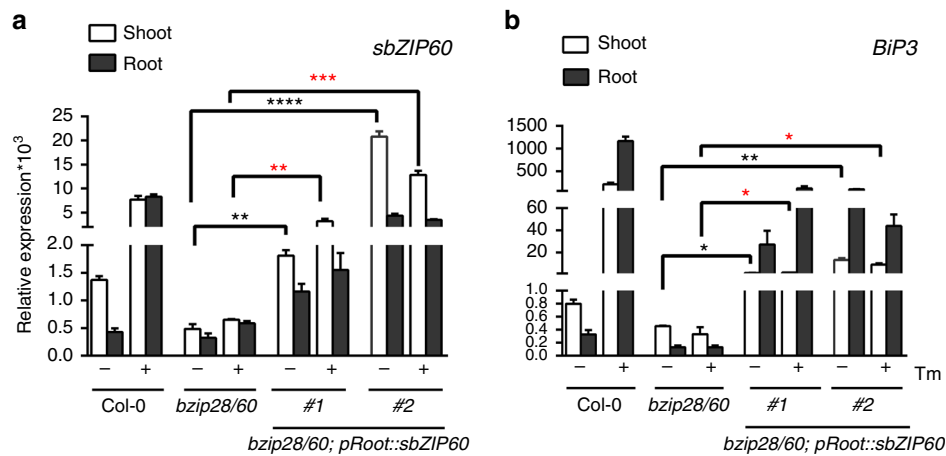 a
Shoot
Root
sbZIP60
***
****
**
**
Relative expression*10³
25
20
15
10
5
2.0
1.5
1.0
0.5
0.0
– + – + – + – +
Col-0 bzip28/60 #1 #2
bzip28/60; pRoot::sbZIP60
b
Shoot
Root
BiP3
*
**
*
*
1500
500
60
40
20
1.0
0.8
0.6
0.4
0.2
0.0
– + – + – + – + Tm
Col-0 bzip28/60 #1 #2
bzip28/60; pRoot::sbZIP60